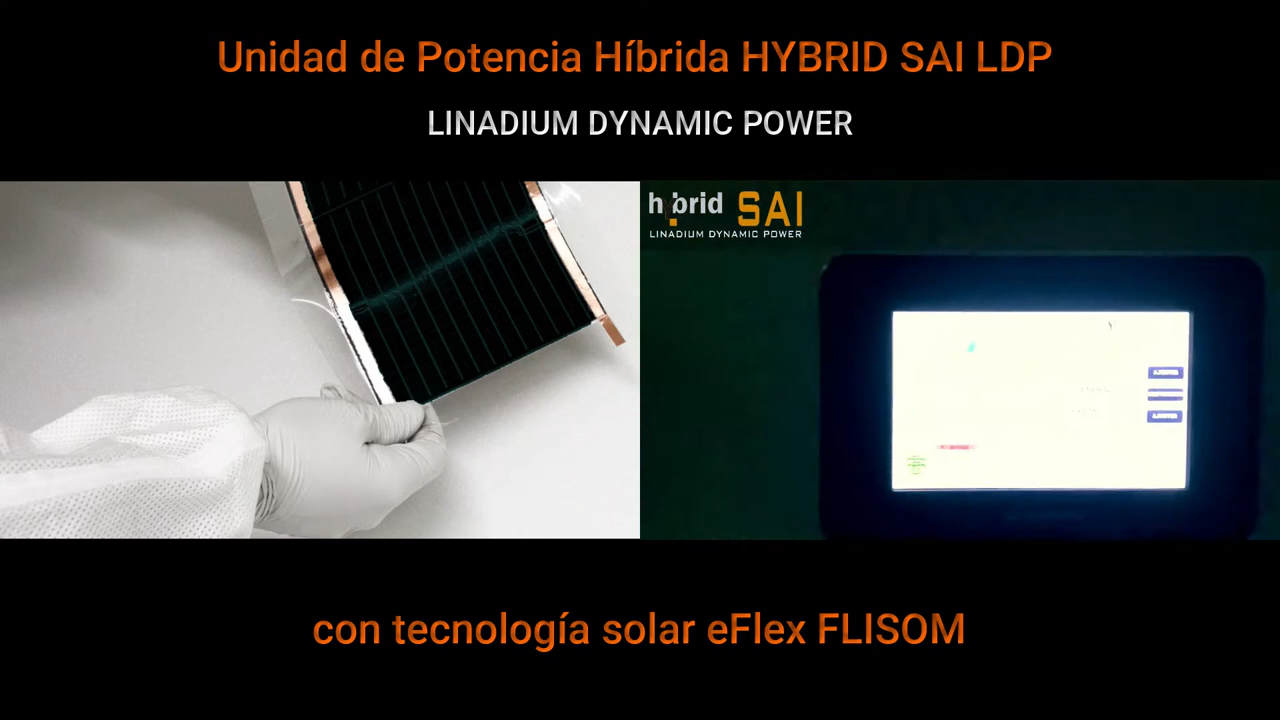 Unidad de Potencia Híbrida HYBRID SAI LDP
LINADIUM DYNAMIC POWER
hybrid SAI
LINADIUM DYNAMIC POWER
con tecnología solar eFlex FLISOM